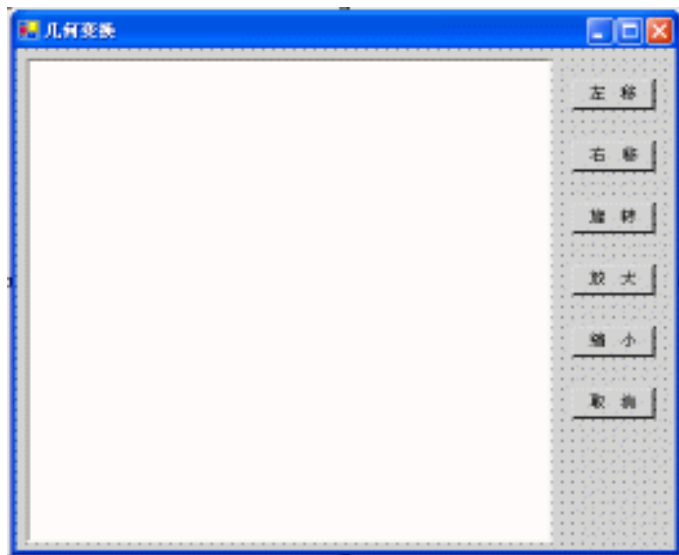 几何变换
左 移
右 移
旋 转
放 大
缩 小
取 消